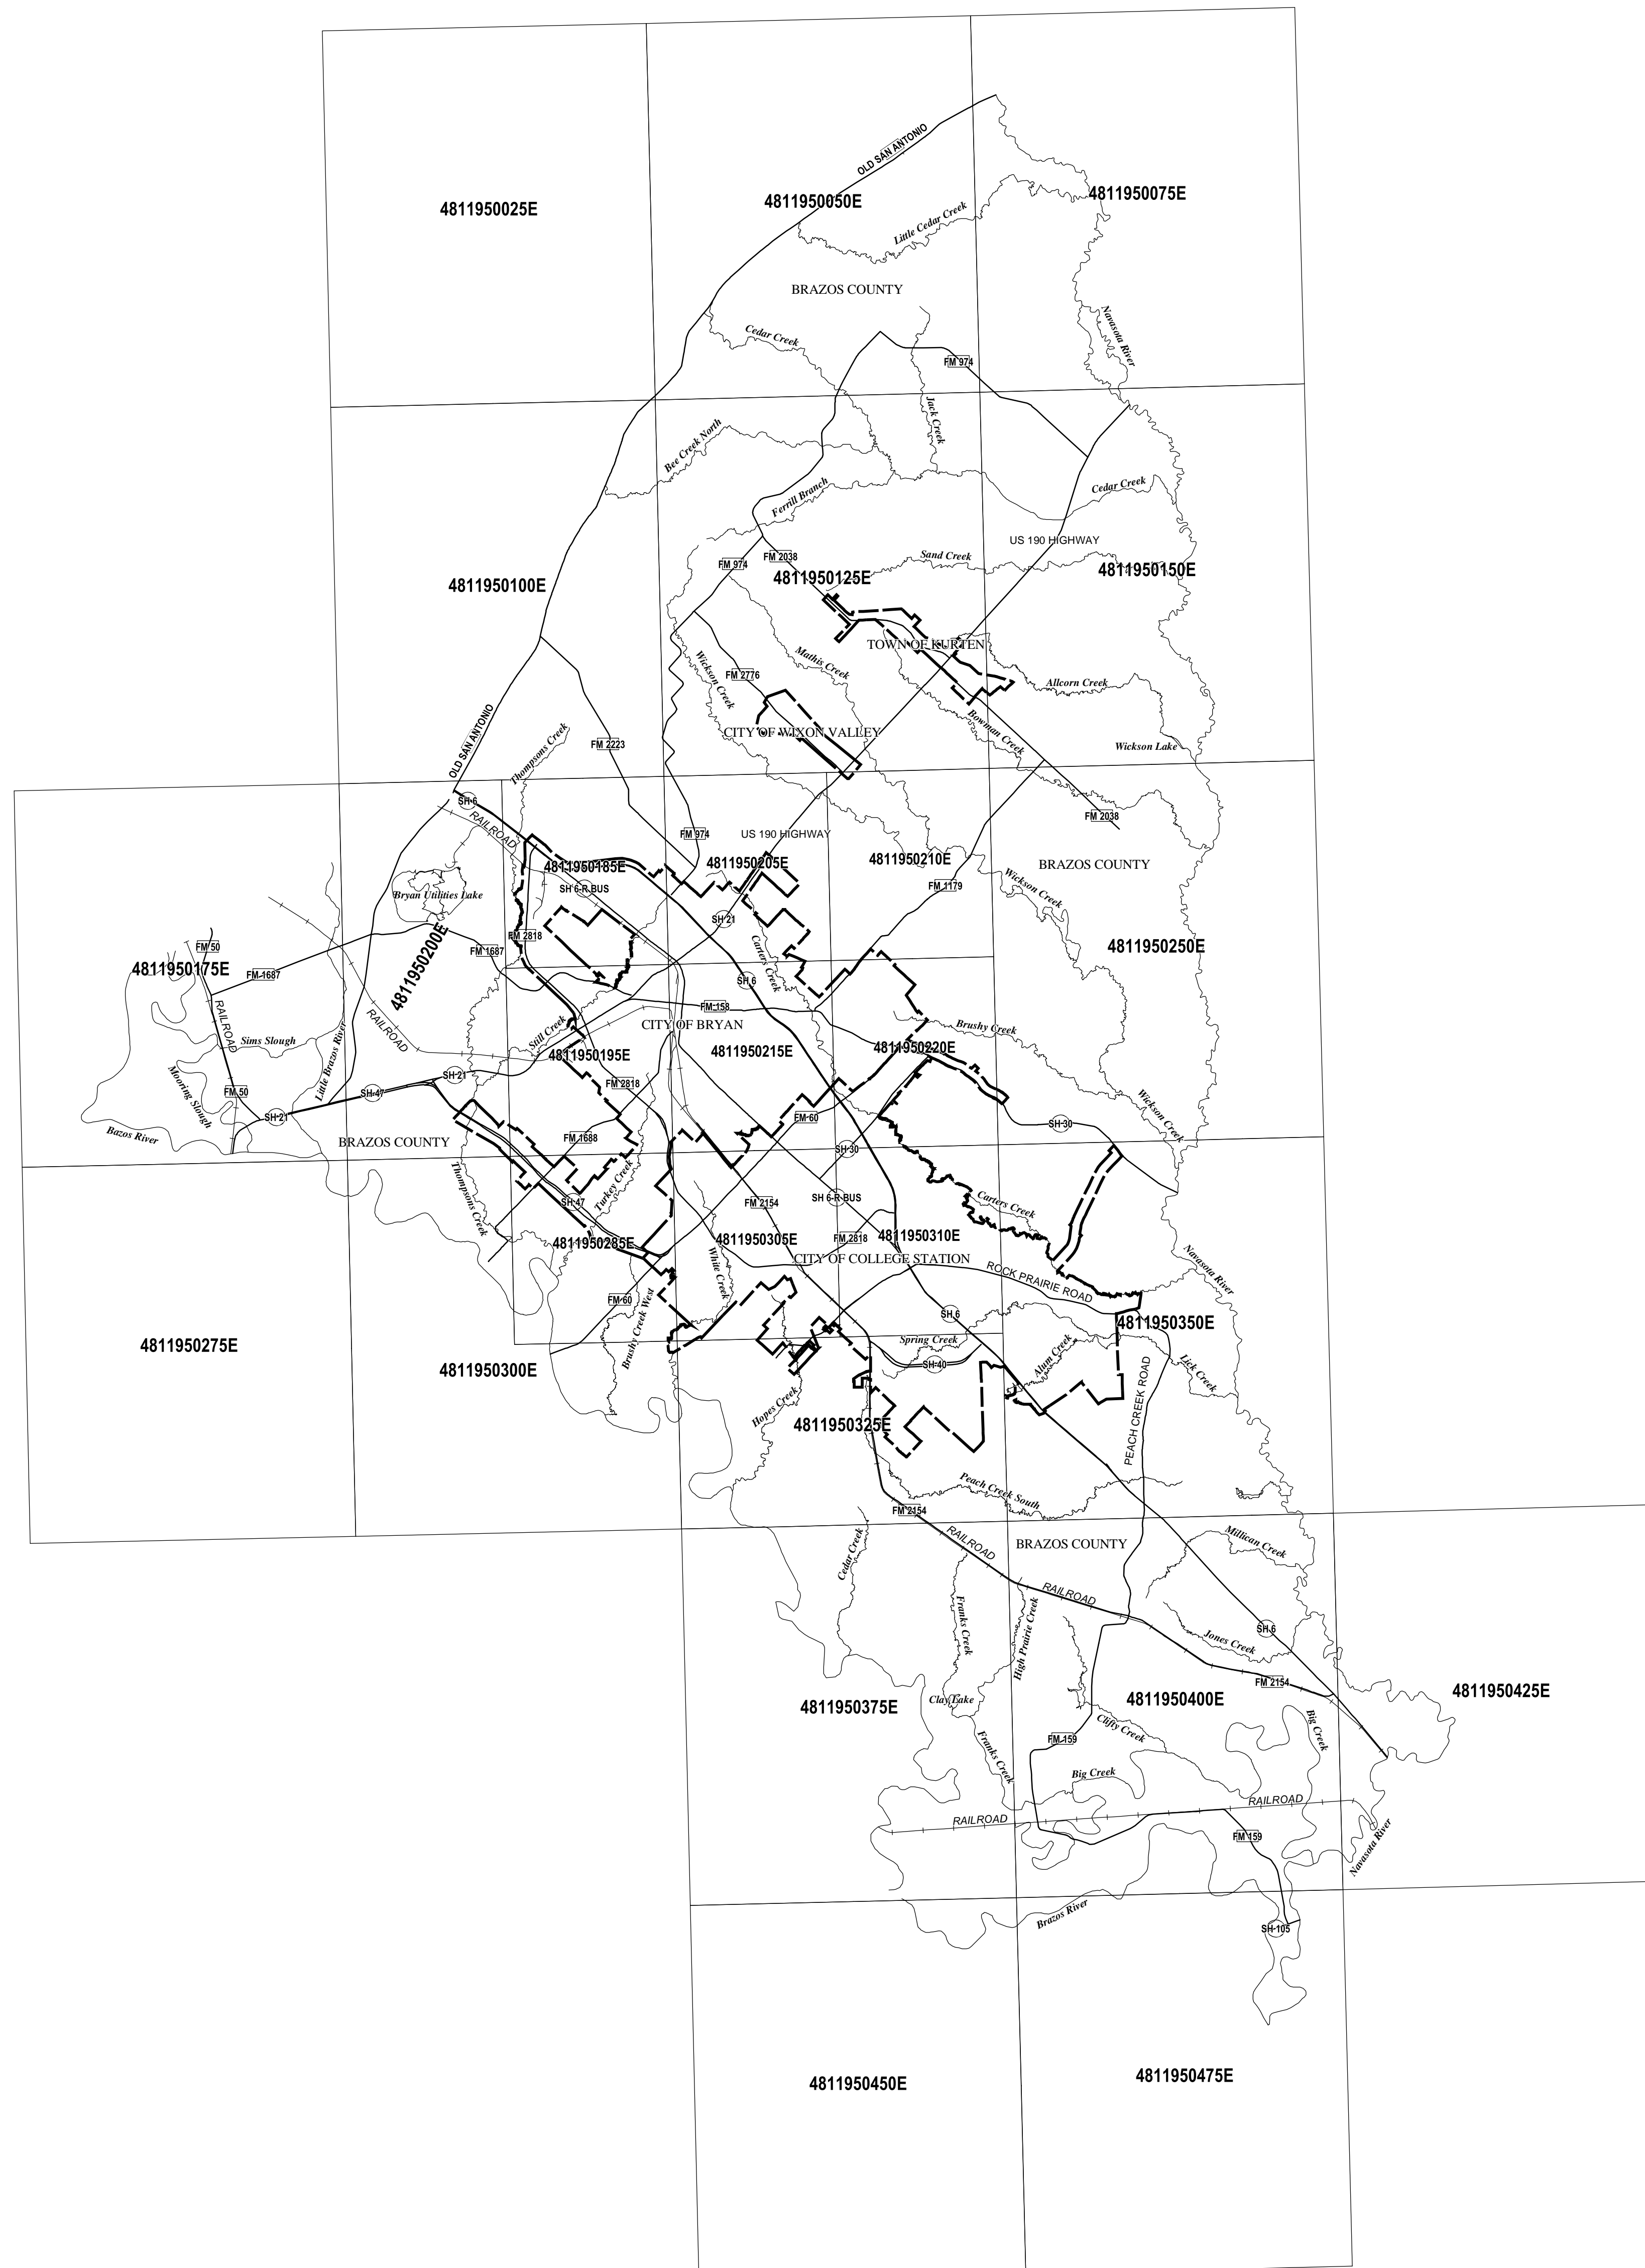 OLD SAN ANTONIO
4811950025E
4811950050E
4811950075E
Little Cedar Creek
BRAZOS COUNTY
Navasota River
Cedar Creek
FM 974
Jack Creek
Bee Creek North
Ferrill Branch
Cedar Creek
US 190 HIGHWAY
FM 974
FM 2038
Sand Creek
4811950100E
4811950125E
4811950150E
TOWN OF KURTEN
Wickson Creek
Mathis Creek
FM 2776
Allcorn Creek
Bowman Creek
CITY OF WIXON VALLEY
Wickson Lake
OLD SAN ANTONIO
Thompsons Creek
FM 2223
SH 6
RAILROAD
FM 974
US 190 HIGHWAY
FM 2038
4811950185E
4811950205E
4811950210E
BRAZOS COUNTY
SH 6-R-BUS
FM 1179
Wickson Creek
Bryan Utilities Lake
SH 21
FM 2818
FM 50
FM 1687
4811950200E
Carters Creek
4811950250E
4811950175E
FM 1687
SH 6
RAILROAD
RAILROAD
FM 158
Still Creek
CITY OF BRYAN
Brushy Creek
Sims Slough
Little Brazos River
4811950195E
4811950215E
4811950220E
Mooring Slough
FM 50
SH 47
SH 21
FM 2818
SH 21
FM 60
SH 30
Wickson Creek
Bazos River
BRAZOS COUNTY
FM 1688
SH 30
Thompsons Creek
Turkey Creek
SH 47
FM 2154
SH 6-R-BUS
Carters Creek
4811950285E
4811950305E
FM 2818
4811950310E
White Creek
CITY OF COLLEGE STATION
ROCK PRAIRIE ROAD
Navasota River
FM 60
Brushy Creek West
SH 6
4811950350E
4811950275E
4811950300E
Spring Creek
SH 40
Alum Creek
Lick Creek
PEACH CREEK ROAD
Hopes Creek
4811950325E
Peach Creek South
FM 2154
RAILROAD
BRAZOS COUNTY
Millican Creek
Cedar Creek
RAILROAD
Franks Creek
High Prairie Creek
Jones Creek
SH 6
FM 2154
Clay Lake
4811950375E
4811950400E
4811950425E
Clifty Creek
Big Creek
FM 159
Franks Creek
Big Creek
RAILROAD
RAILROAD
FM 159
Navasota River
Brazos River
SH 105
4811950450E
4811950475E